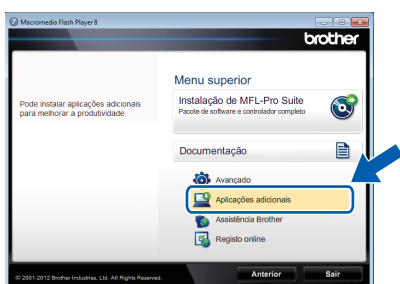 Macromedia Flash Player 8
brother
Menu superior
Pode instalar aplicações adicionais
para melhorar a produtividade.
Instalação de MFL-Pro Suite
Pacote de software e controlador completo
Documentação
Avançado
Aplicações adicionais
Assistência Brother
Registo online
© 2001-2012 Brother Industries, Ltd. All Rights Reserved.
Anterior
Sair